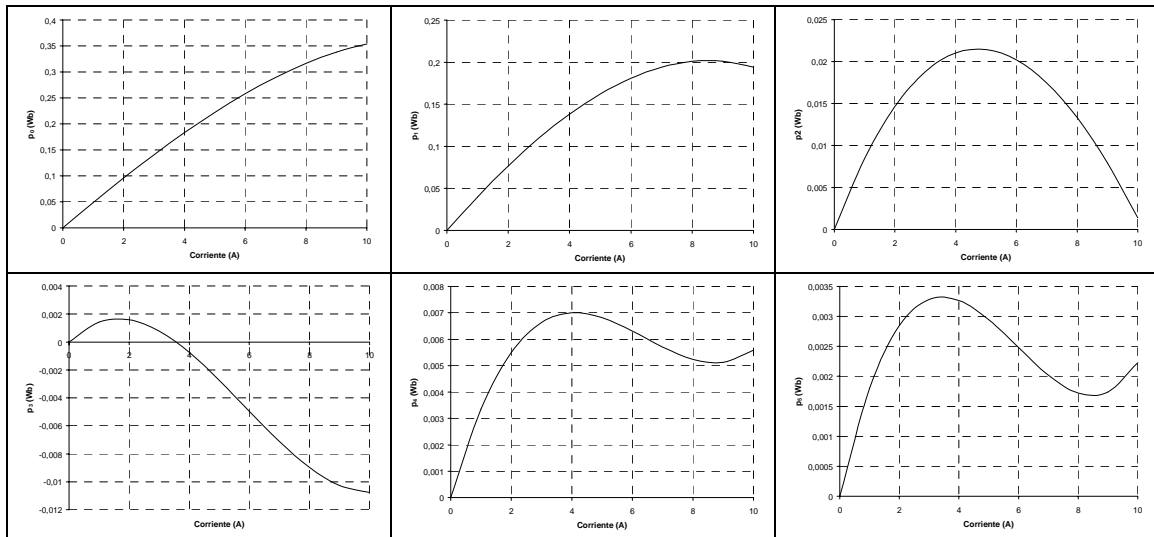 0,4
0,35
0,3
0,25
0,2
0,15
0,1
0,05
0
p₀ (Wb)
0 2 4 6 8 10
Corriente (A)
0,25
0,2
0,15
0,1
0,05
0
p₁ (Wb)
0 2 4 6 8 10
Corriente (A)
0,025
0,02
0,015
0,01
0,005
0
p2 (Wb)
0 2 4 6 8 10
Corriente (A)
0,004
0,002
0
-0,002
-0,004
-0,006
-0,008
-0,01
-0,012
p₃ (Wb)
0 2 4 6 8 10
Corriente (A)
0,008
0,007
0,006
0,005
0,004
0,003
0,002
0,001
0
p₄ (Wb)
0 2 4 6 8 10
Corriente (A)
0,0035
0,003
0,0025
0,002
0,0015
0,001
0,0005
0
p₅ (Wb)
0 2 4 6 8 10
Corriente (A)